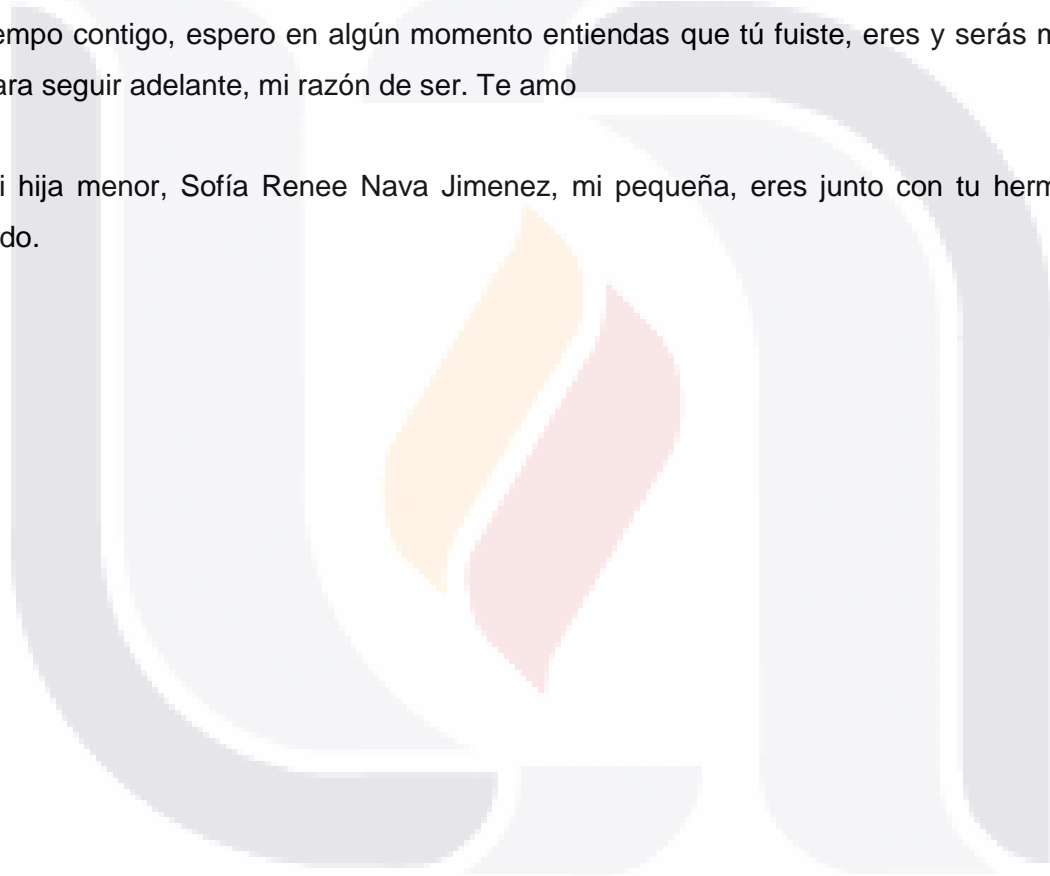 empo contigo, espero en algún momento entiendas que tú fuiste, eres y serás m
ara seguir adelante, mi razón de ser. Te amo
i hija menor, Sofía Renee Nava Jimenez, mi pequeña, eres junto con tu herm
do.